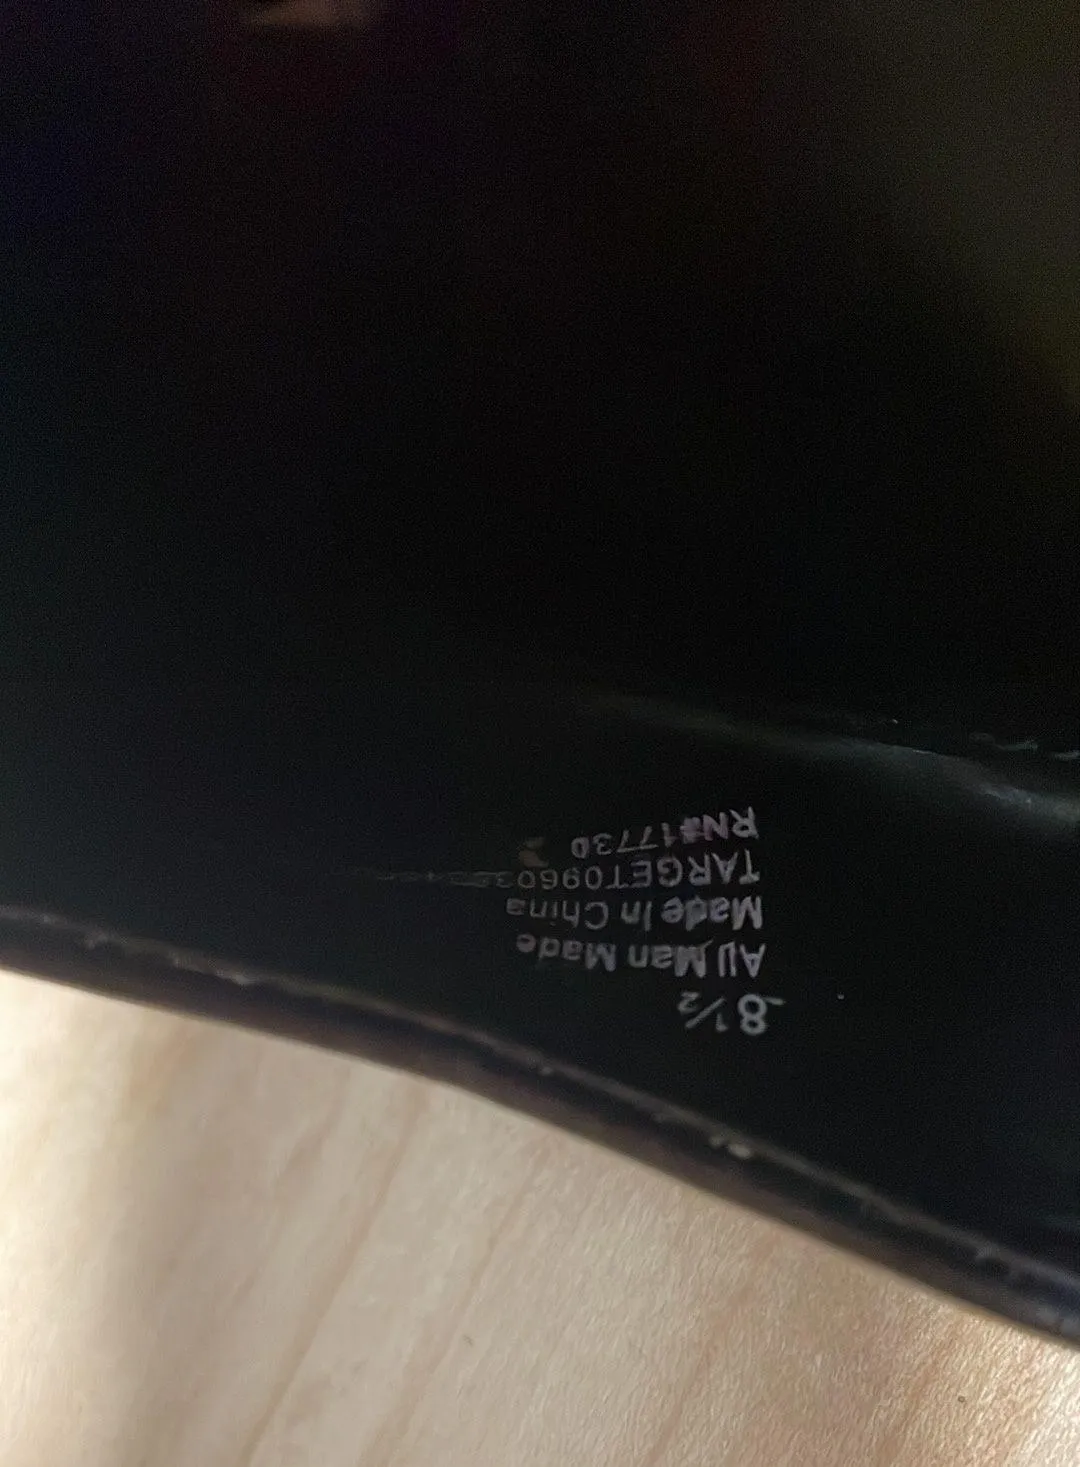 8½
All Man Made
Made In China
TARGET0960
RN#17730